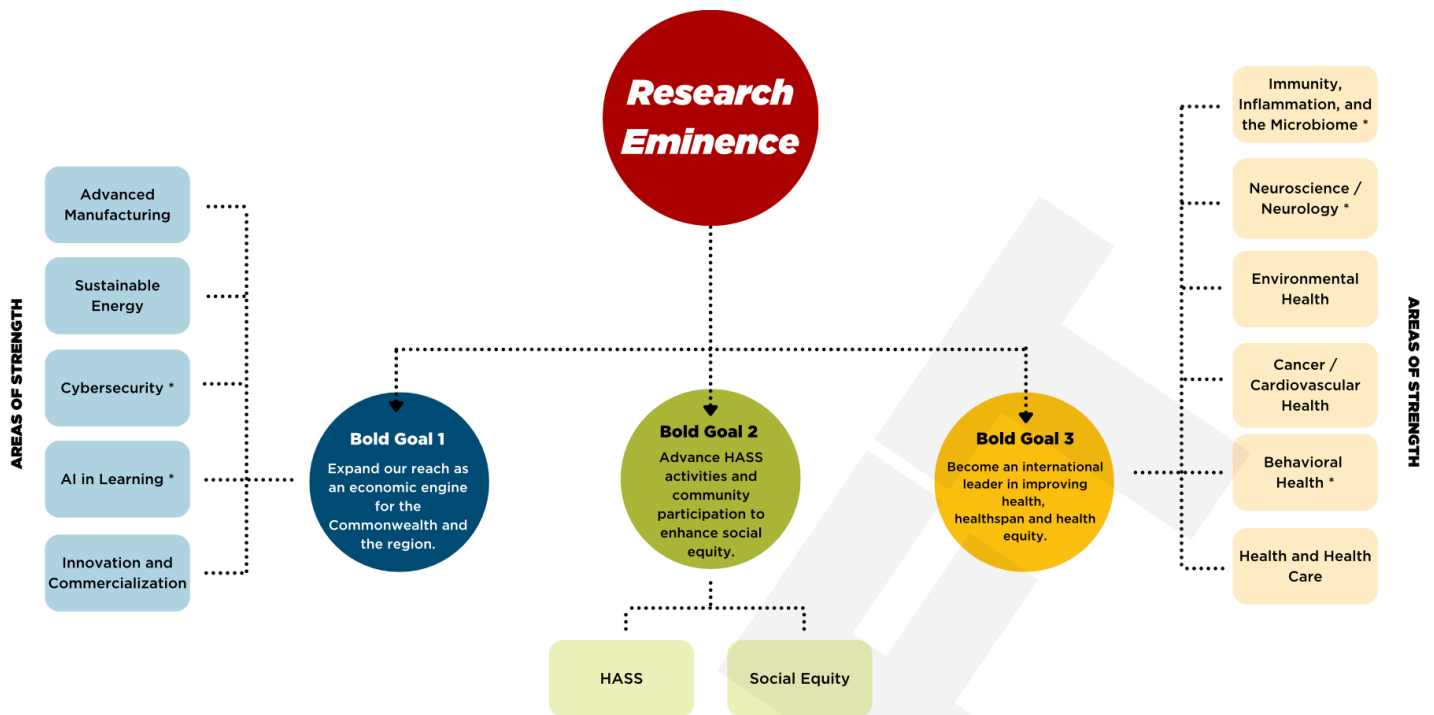 Research
Eminence
AREAS OF STRENGTH
Advanced
Manufacturing
Sustainable
Energy
Cybersecurity *
AI in Learning *
Innovation and
Commercialization
Bold Goal 1
Expand our reach as
an economic engine
for the
Commonwealth and
the region.
Bold Goal 2
Advance HASS
activities and
community
participation to
enhance social
equity.
HASS
Social Equity
Bold Goal 3
Become an international
leader in improving
health,
healthspan and health
equity.
Immunity,
Inflammation, and
the Microbiome *
Neuroscience /
Neurology *
Environmental
Health
Cancer /
Cardiovascular
Health
Behavioral
Health *
Health and Health
Care
AREAS OF STRENGTH